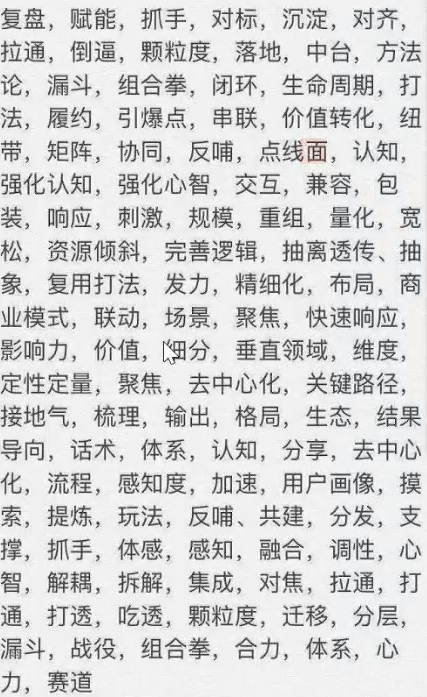 复盘，赋能，抓手，对标，沉淀，对齐，
拉通，倒逼，颗粒度，落地，中台，方法
论，漏斗，组合拳，闭环，生命周期，打
法，履约，引爆点，串联，价值转化，纽
带，矩阵，协同，反哺，点线面，认知，
强化认知，强化心智，交互，兼容，包
装，响应，刺激，规模，重组，量化，宽
松，资源倾斜，完善逻辑，抽离透传、抽
象，复用打法，发力，精细化，布局，商
业模式，联动，场景，聚焦，快速响应，
影响力，价值，细分，垂直领域，维度，
定性定量，聚焦，去中心化，关键路径，
接地气，梳理，输出，格局，生态，结果
导向，话术，体系，认知，分享，去中心
化，流程，感知度，加速，用户画像，摸
索，提炼，玩法，反哺、共建，分发，支
撑，抓手，体感，感知，融合，调性，心
智，解耦，拆解，集成，对焦，拉通，打
通，打透，吃透，颗粒度，迁移，分层，
漏斗，战役，组合拳，合力，体系，心
力，赛道